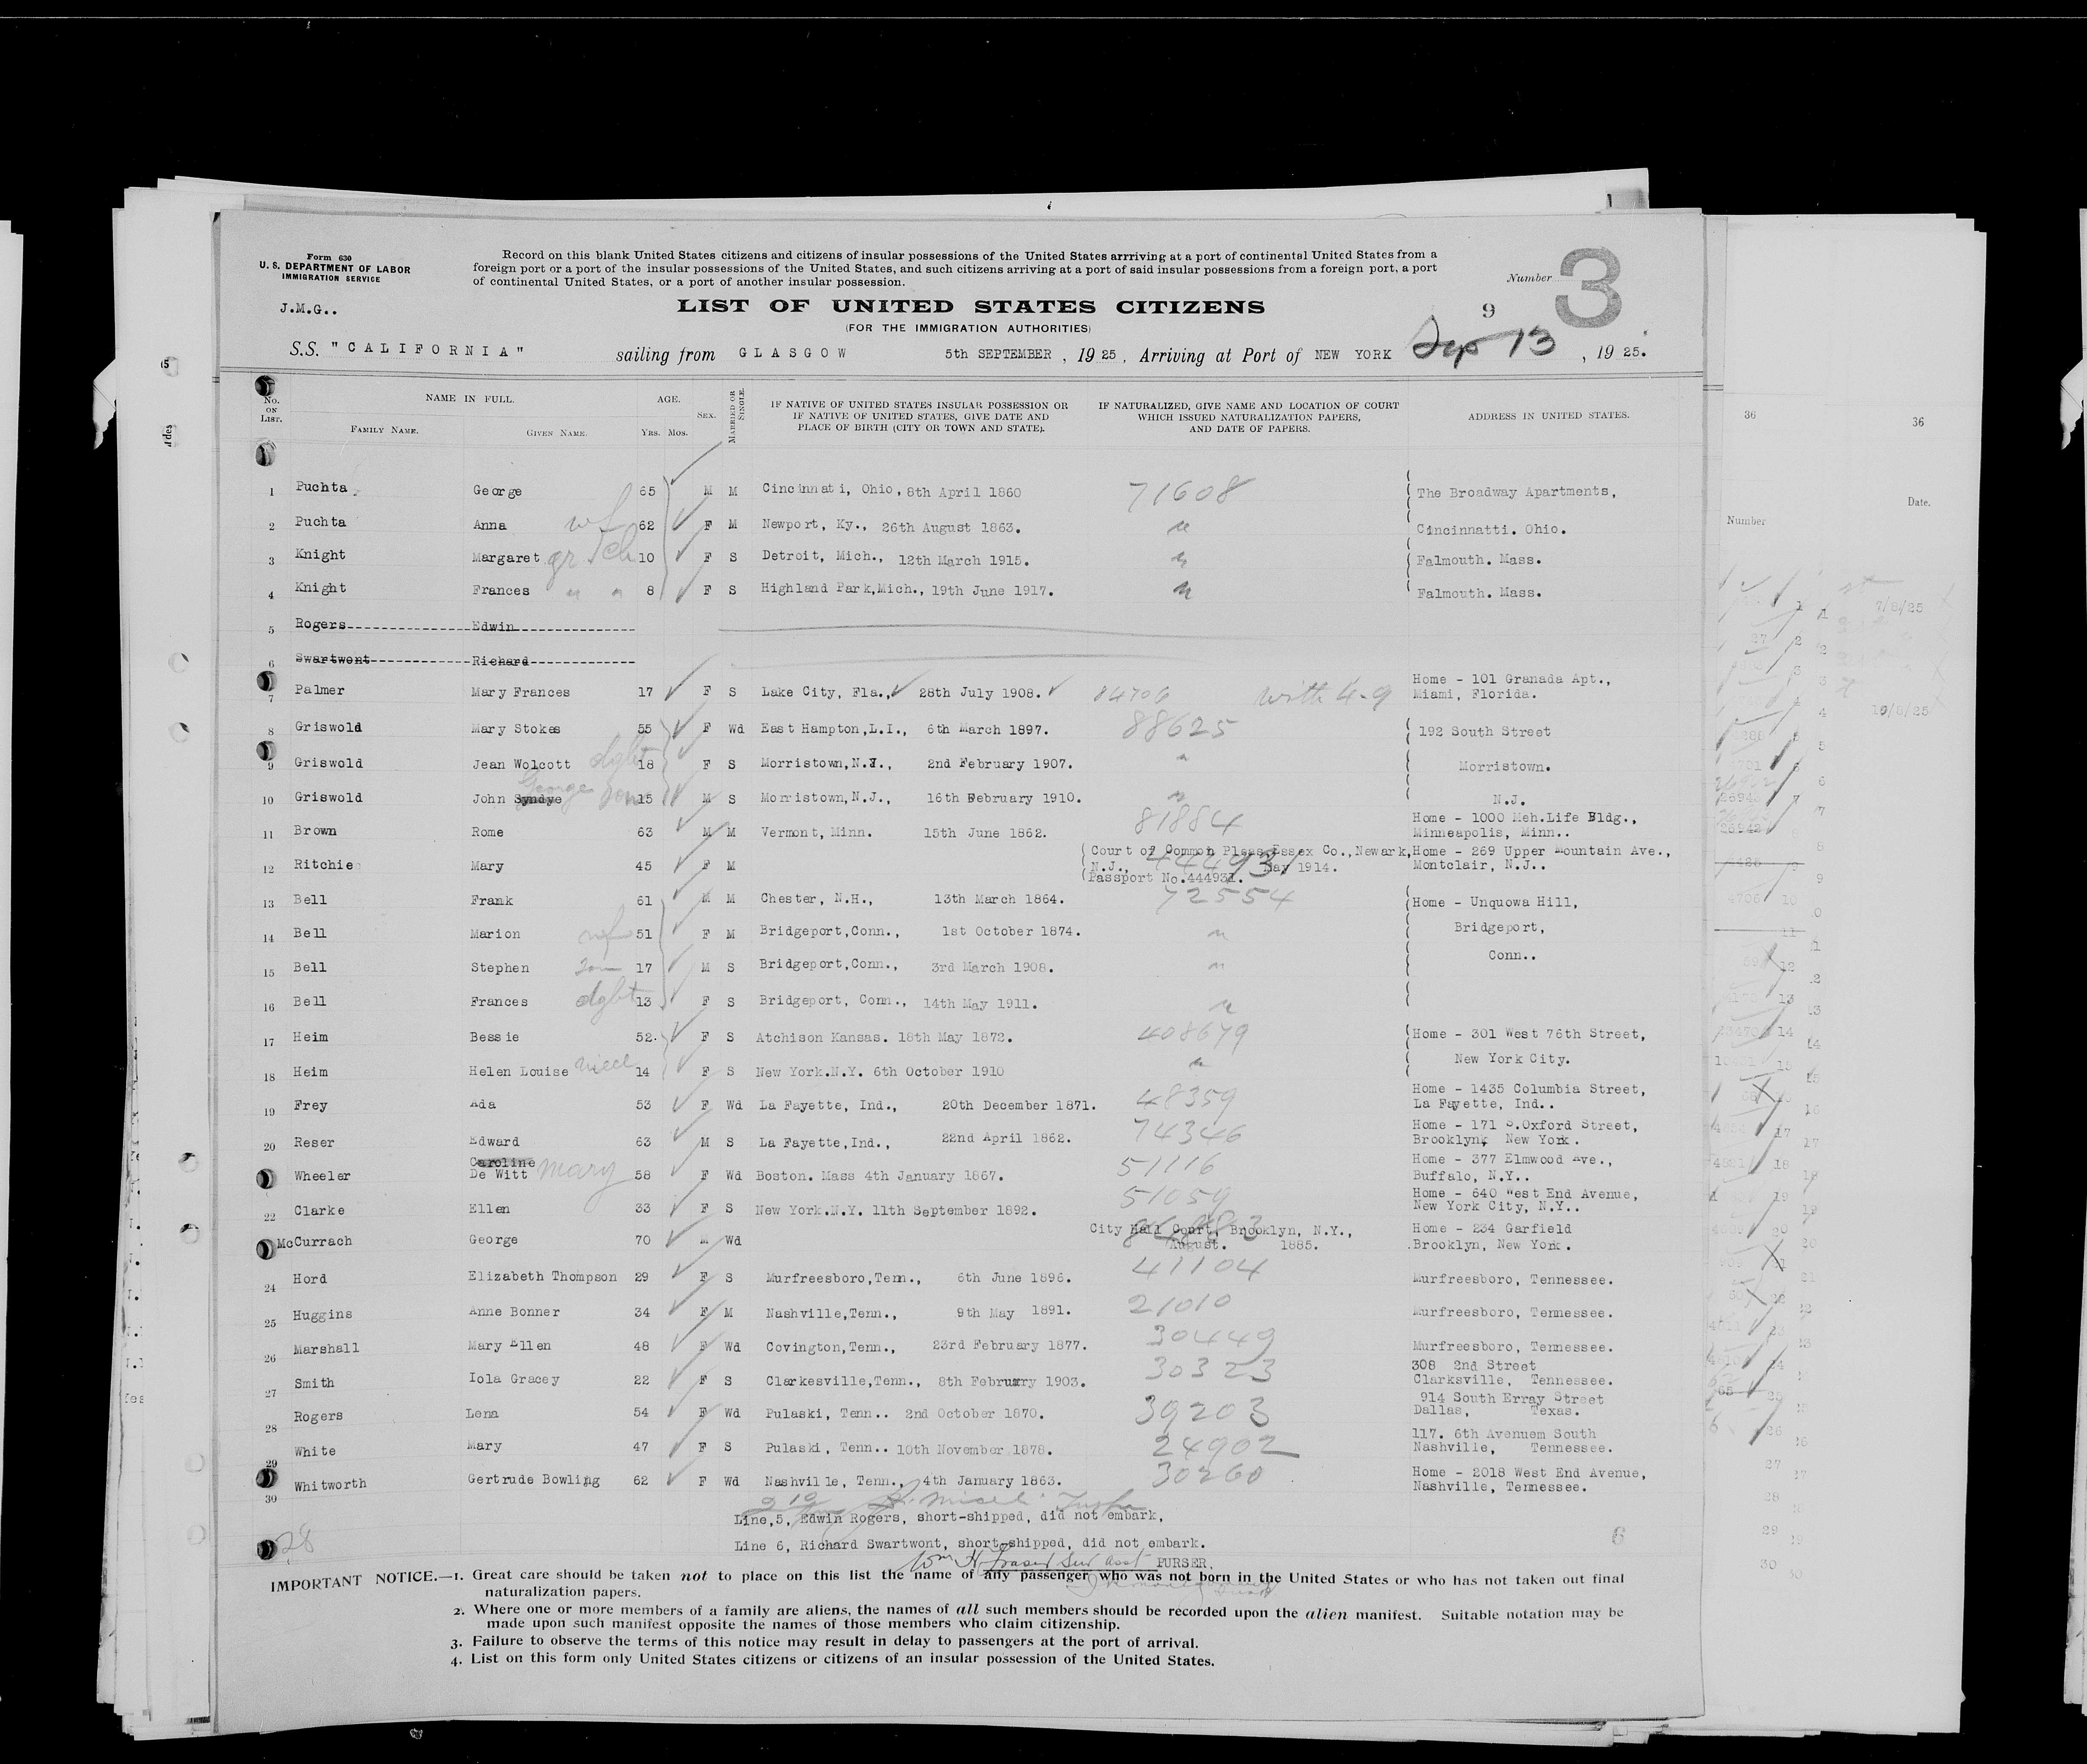 Form 630
U. S. DEPARTMENT OF LABOR
IMMIGRATION SERVICE
J.M.G..
Record on this blank United States citizens and citizens of insular possessions of the United States arrriving at a port of continental United States from a
foreign port or a port of the insular possessions of the United States, and such citizens arriving at a port of said insular possessions from a foreign port, a port
of continental United States, or a port of another insular possession.
Number 3
LIST OF UNITED STATES CITIZENS
9
(FOR THE IMMIGRATION AUTHORITIES)
S.S. "CALIFORNIA" sailing from GLASGOW 5th SEPTEMBER , 19 25, Arriving at Port of NEW YORK Sep 13 , 19 25.
No. ON LIST. NAME IN FULL. FAMILY NAME. GIVEN NAME. AGE. Yrs. Mos. SEX. MARRIED OR SINGLE. IF NATIVE OF UNITED STATES INSULAR POSSESSION OR IF NATIVE OF UNITED STATES, GIVE DATE AND PLACE OF BIRTH (CITY OR TOWN AND STATE). IF NATURALIZED, GIVE NAME AND LOCATION OF COURT WHICH ISSUED NATURALIZATION PAPERS, AND DATE OF PAPERS. ADDRESS IN UNITED STATES.
1 Puchta George 65 M M Cincinnati, Ohio, 8th April 1860 71608 The Broadway Apartments,
2 Puchta Anna wf 62 F M Newport, Ky., 26th August 1863. " Cincinnatti. Ohio.
3 Knight Margaret gr ch 10 F S Detroit, Mich., 12th March 1915. " Falmouth. Mass.
4 Knight Frances " " 8 F S Highland Park,Mich., 19th June 1917. " Falmouth. Mass.
5 Rogers Edwin
6 Swartwont Richard
7 Palmer Mary Frances 17 F S Lake City, Fla., 28th July 1908. 84706 with 4-9 Home - 101 Granada Apt., Miami, Florida.
8 Griswold Mary Stokes 55 F Wd East Hampton,L.I., 6th March 1897. 88625 192 South Street
9 Griswold Jean Wolcott dght 18 F S Morristown,N.J., 2nd February 1907. " Morristown.
10 Griswold John Syndye George son 15 M S Morristown,N.J., 16th February 1910. " N.J.
11 Brown Rome 63 M M Vermont, Minn. 15th June 1862. 81884 Home - 1000 Meh.Life Bldg., Minneapolis, Minn..
12 Ritchie Mary 45 F M Court of Common Pleas Essex Co.,Newark, N.J., May 1914. Passport No.444931. 444931 Home - 269 Upper Mountain Ave., Montclair, N.J..
13 Bell Frank 61 M M Chester, N.H., 13th March 1864. 72554 Home - Unquowa Hill,
14 Bell Marion wf 51 F M Bridgeport,Conn., 1st October 1874. " Bridgeport,
15 Bell Stephen son 17 M S Bridgeport,Conn., 3rd March 1908. " Conn..
16 Bell Frances dght 13 F S Bridgeport, Conn., 14th May 1911. "
17 Heim Bessie 52. F S Atchison Kansas. 18th May 1872. 408679 Home - 301 West 76th Street,
18 Heim Helen Louise niece 14 F S New York.N.Y. 6th October 1910 " New York City.
19 Frey Ada 53 F Wd La Fayette, Ind., 20th December 1871. 48359 Home - 1435 Columbia Street, La Fayette, Ind..
20 Reser Edward 63 M S La Fayette,Ind., 22nd April 1862. 74346 Home - 171 S.Oxford Street, Brooklyn, New York.
Wheeler Caroline De Witt Mary 58 F Wd Boston. Mass 4th January 1867. 51116 Home - 377 Elmwood Ave., Buffalo, N.Y..
22 Clarke Ellen 33 F S New York.N.Y. 11th September 1892. 51059 Home - 640 West End Avenue, New York City, N.Y..
McCurrach George 70 M Wd City Hall Court, Brooklyn, N.Y., August. 1885. Home - 234 Garfield Brooklyn, New York.
24 Hord Elizabeth Thompson 29 F S Murfreesboro,Tenn., 6th June 1896. 41104 Murfreesboro, Tennessee.
25 Huggins Anne Bonner 34 F M Nashville,Tenn., 9th May 1891. 21010 Murfreesboro, Tennessee.
26 Marshall Mary Ellen 48 F Wd Covington,Tenn., 23rd February 1877. 30449 Murfreesboro, Tennessee.
27 Smith Iola Gracey 22 F S Clarkesville,Tenn., 8th February 1903. 30323 308 2nd Street Clarksville, Tennessee.
28 Rogers Lena 54 F Wd Pulaski, Tenn.. 2nd October 1870. 39203 914 South Erray Street Dallas, Texas.
29 White Mary 47 F S Pulaski, Tenn.. 10th November 1878. 24902 117. 6th Avenuem South Nashville, Tennessee.
30 Whitworth Gertrude Bowling 62 F Wd Nashville, Tenn., 4th January 1863. 30260 Home - 2018 West End Avenue, Nashville, Tennessee.
Line,5, Edwin Rogers, short-shipped, did not embark,
Line 6, Richard Swartwont, short-shipped, did not embark.
28
6
PURSER.
IMPORTANT NOTICE.—1. Great care should be taken not to place on this list the name of any passenger who was not born in the United States or who has not taken out final
naturalization papers.
2. Where one or more members of a family are aliens, the names of all such members should be recorded upon the alien manifest. Suitable notation may be
made upon such manifest opposite the names of those members who claim citizenship.
3. Failure to observe the terms of this notice may result in delay to passengers at the port of arrival.
4. List on this form only United States citizens or citizens of an insular possession of the United States.
36
36
Date.
Number
7/8/25
10/8/25